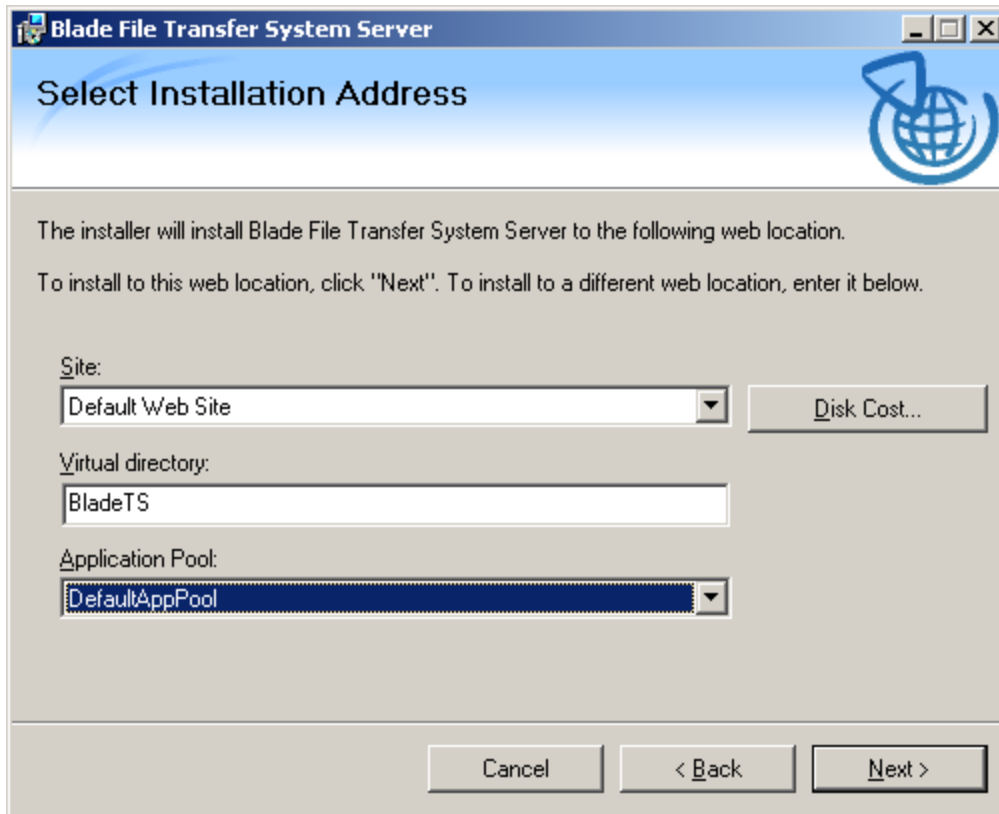 Blade File Transfer System Server
Select Installation Address
The installer will install Blade File Transfer System Server to the following web location.
To install to this web location, click "Next". To install to a different web location, enter it below.
Site:
Default Web Site
Disk Cost...
Virtual directory:
BladeTS
Application Pool:
DefaultAppPool
Cancel
< Back
Next >